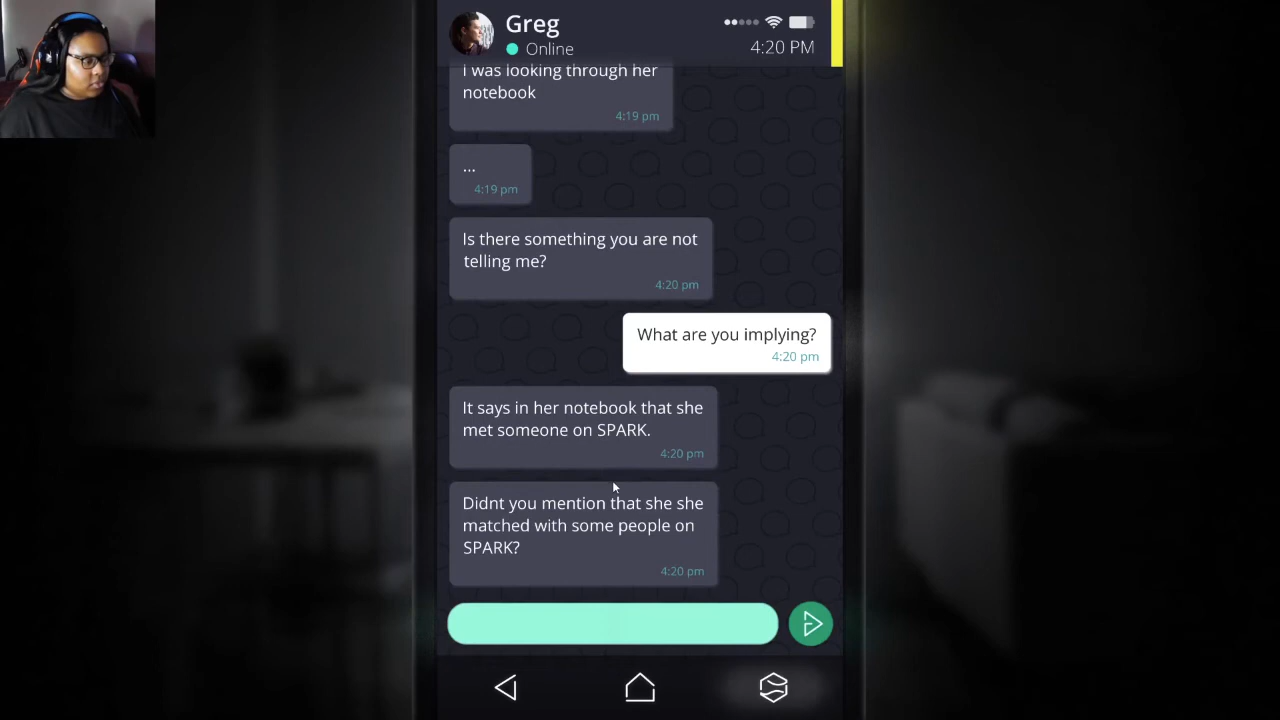 Greg
Online
4:20 PM
I was looking through her
notebook
4:19 pm
...
4:19 pm
Is there something you are not
telling me?
4:20 pm
What are you implying?
4:20 pm
It says in her notebook that she
met someone on SPARK.
4:20 pm
Didnt you mention that she she
matched with some people on
SPARK?
4:20 pm